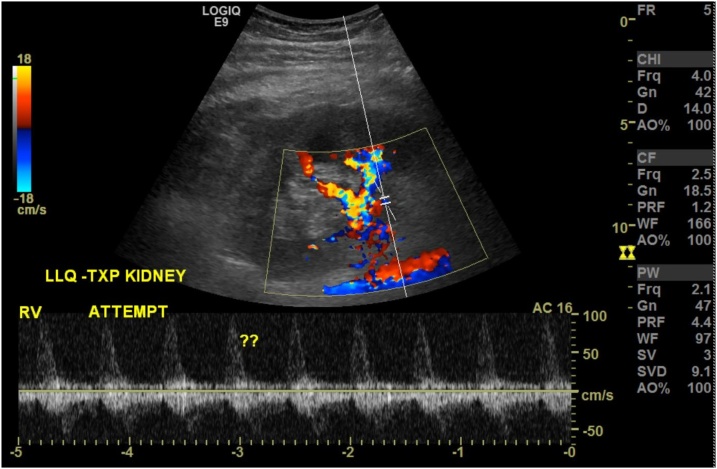 LOGIQ
E9
18
-18
cm/s
LLQ -TXP KIDNEY
RV ATTEMPT
??
AC 16
100
50
cm/s
-50
-5 -4 -3 -2 -1 -0
0
5
10
FR 5
CHI
Frq 4.0
Gn 42
D 14.0
AO% 100
CF
Frq 2.5
Gn 18.5
PRF 1.2
WF 166
AO% 100
PW
Frq 2.1
Gn 47
PRF 4.4
WF 97
SV 3
SVD 9.1
AO% 100